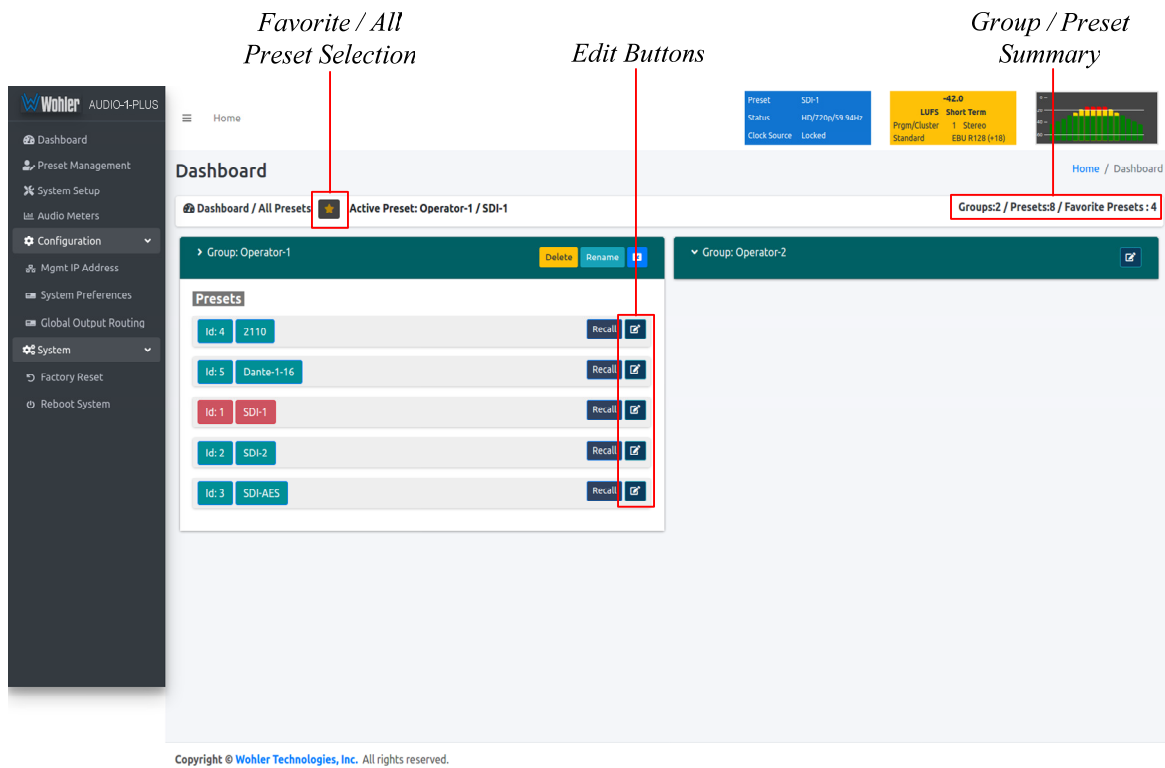 Favorite / All
Preset Selection
Edit Buttons
Group / Preset
Summary
Wohler AUDIO-1-PLUS
Dashboard
Preset Management
System Setup
Audio Meters
Configuration
Mgmt IP Address
System Preferences
Global Output Routing
System
Factory Reset
Reboot System
Home
Preset SDI-1
Status HD/720p/59.94Hz
Clock Source Locked
-42.0
LUFS Short Term
Prgm/Cluster 1 Stereo
Standard EBU R128 (+18)
0
-20
-40
-60
Dashboard
Home / Dashboard
Dashboard / All Presets
Active Preset: Operator-1 / SDI-1
Groups:2 / Presets:8 / Favorite Presets : 4
Group: Operator-1
Delete Rename
Group: Operator-2
Presets
Id: 4 2110 Recall
Id: 5 Dante-1-16 Recall
Id: 1 SDI-1 Recall
Id: 2 SDI-2 Recall
Id: 3 SDI-AES Recall
Copyright © Wohler Technologies, Inc. All rights reserved.